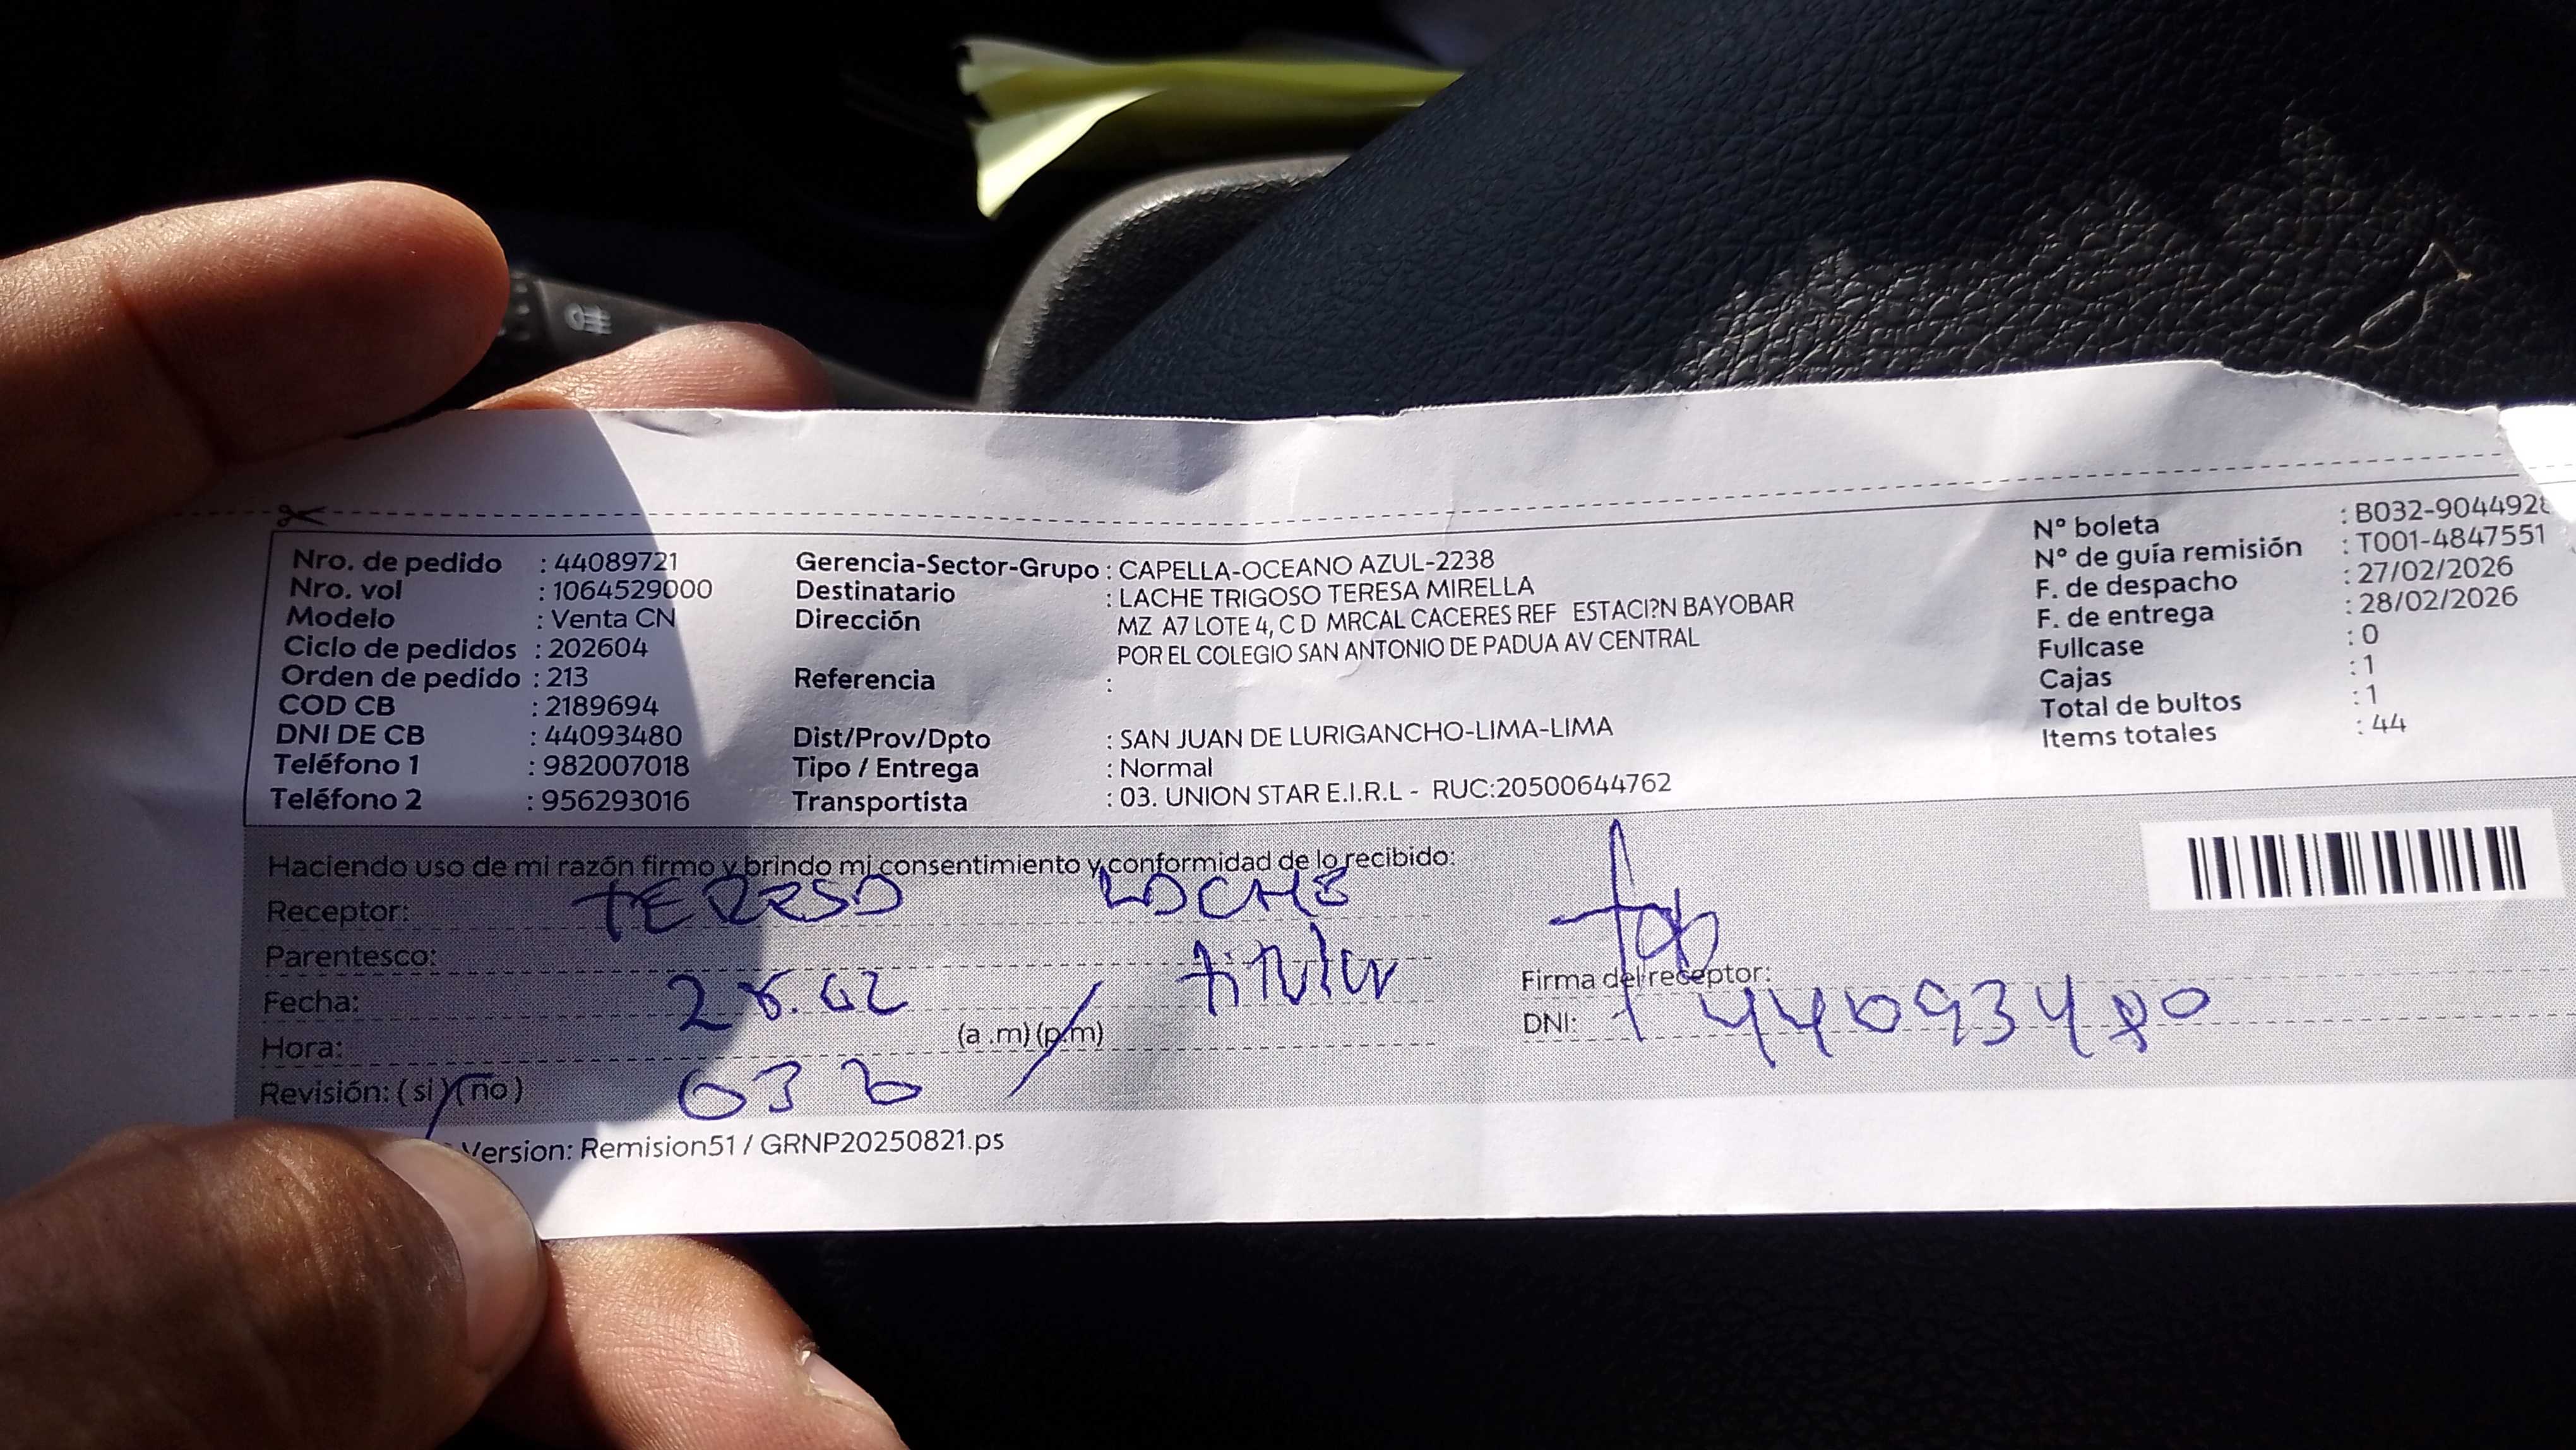 Nro. de pedido : 44089721
Nro. vol : 1064529000
Modelo : Venta CN
Ciclo de pedidos : 202604
Orden de pedido : 213
COD CB : 2189694
DNI DE CB : 44093480
Teléfono 1 : 982007018
Teléfono 2 : 956293016
Gerencia-Sector-Grupo : CAPELLA-OCEANO AZUL-2238
Destinatario : LACHE TRIGOSO TERESA MIRELLA
Dirección : MZ A7 LOTE 4, C D MRCAL CACERES REF ESTACI?N BAYOBAR
POR EL COLEGIO SAN ANTONIO DE PADUA AV CENTRAL
Referencia :
Dist/Prov/Dpto : SAN JUAN DE LURIGANCHO-LIMA-LIMA
Tipo / Entrega : Normal
Transportista : 03. UNION STAR E.I.R.L - RUC:20500644762
N° boleta : B032-904492
N° de guía remisión : T001-4847551
F. de despacho : 27/02/2026
F. de entrega : 28/02/2026
Fullcase : 0
Cajas : 1
Total de bultos : 1
Items totales : 44
Haciendo uso de mi razón firmo y brindo mi consentimiento y conformidad de lo recibido:
Receptor: LOCHE
Parentesco: titular
Fecha: 28.02
Hora: (a .m) (p.m)
Revisión: ( si ) ( no )
Firma del receptor:
DNI: 44093480
Version: Remision51 / GRNP20250821.ps